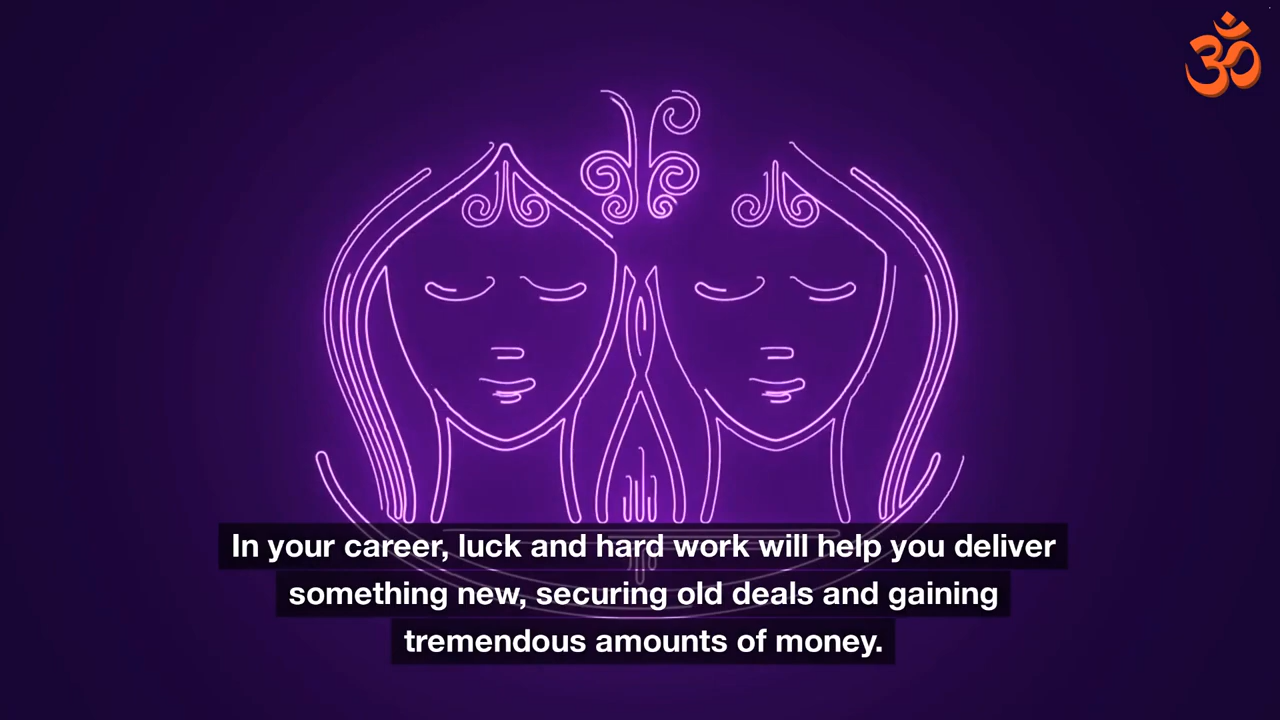 ॐ
In your career, luck and hard work will help you deliver
something new, securing old deals and gaining
tremendous amounts of money.